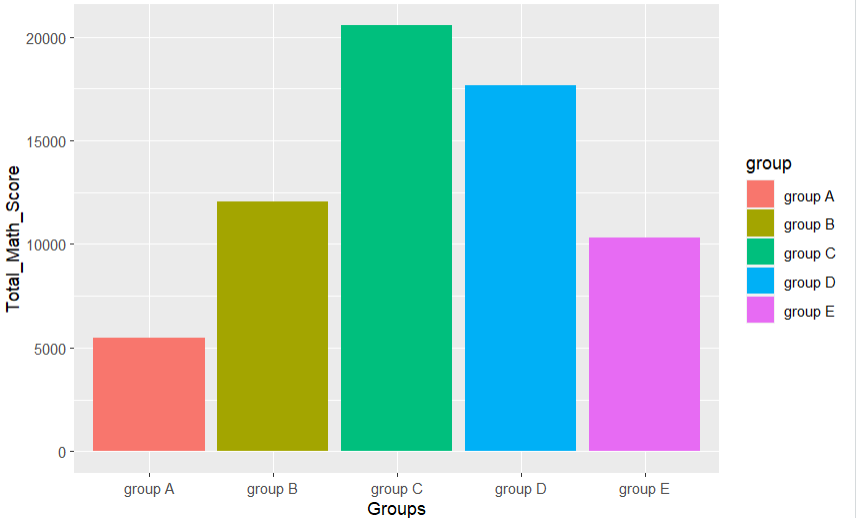 20000
15000
10000
5000
0
Total_Math_Score
group A group B group C group D group E
Groups
group
group A
group B
group C
group D
group E